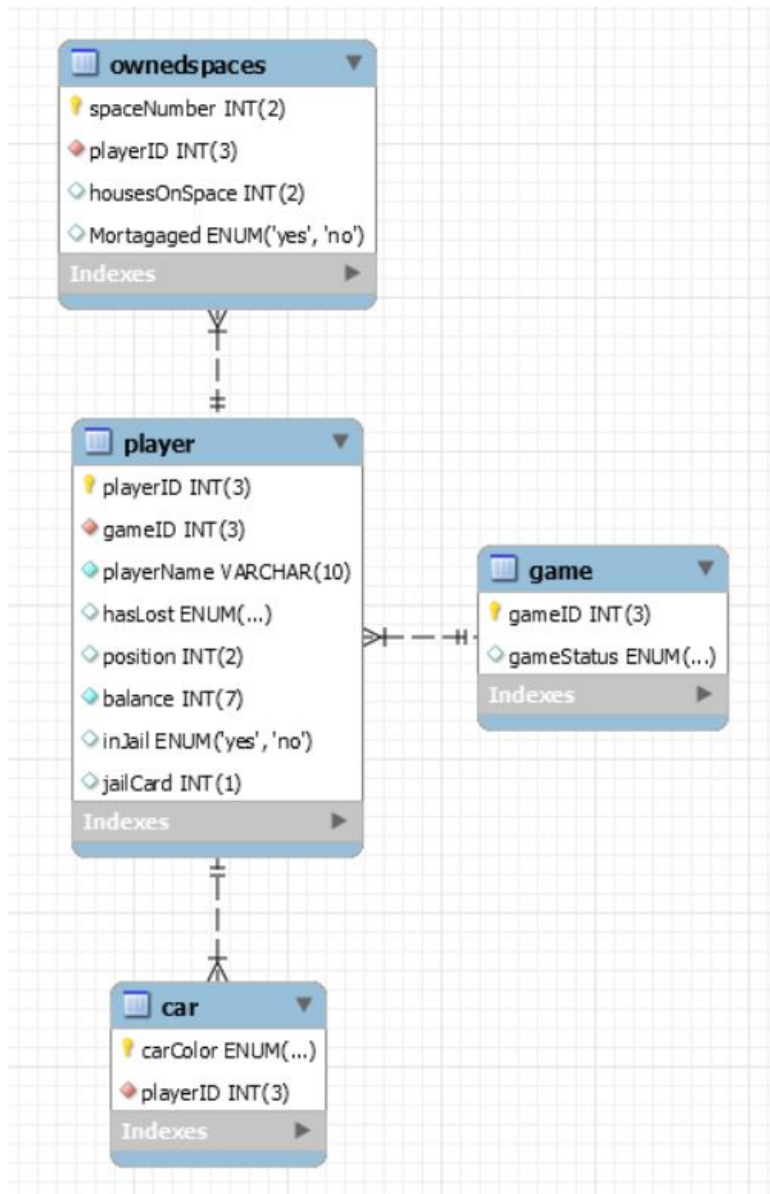 ownedspaces
spaceNumber INT(2)
playerID INT(3)
housesOnSpace INT(2)
Mortagaged ENUM('yes', 'no')
Indexes
player
playerID INT(3)
gameID INT(3)
playerName VARCHAR(10)
hasLost ENUM(...)
position INT(2)
balance INT(7)
inJail ENUM('yes', 'no')
jailCard INT(1)
Indexes
game
gameID INT(3)
gameStatus ENUM(...)
Indexes
car
carColor ENUM(...)
playerID INT(3)
Indexes